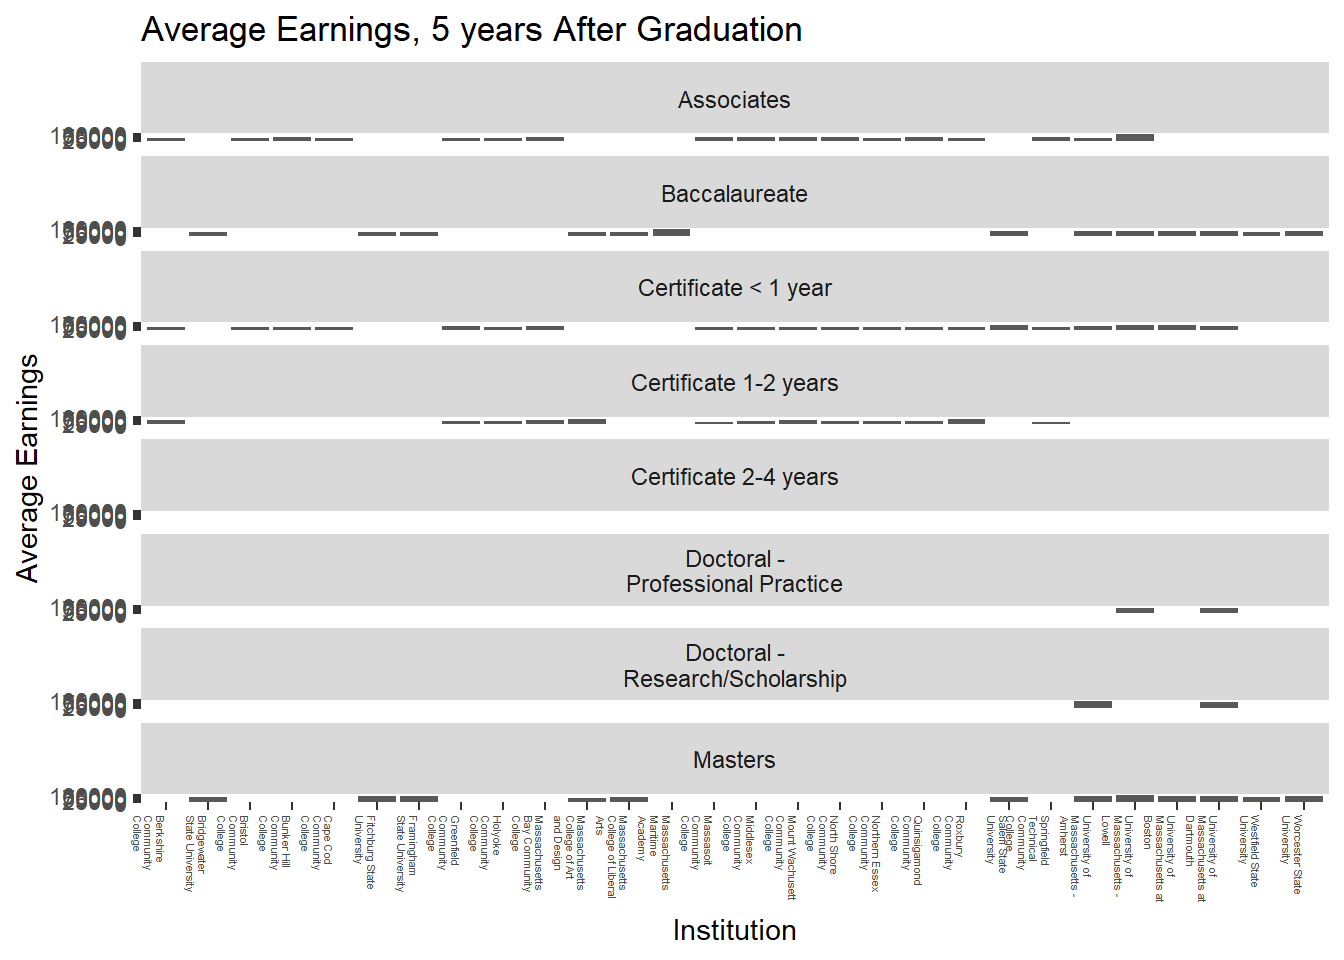 Average Earnings, 5 years After Graduation
Associates
Baccalaureate
Certificate < 1 year
Certificate 1-2 years
Certificate 2-4 years
Doctoral -
Professional Practice
Doctoral -
Research/Scholarship
Masters
Average Earnings
Berkshire
Community
College
Bridgewater
State University
Bristol
Community
College
Bunker Hill
Community
College
Cape Cod
Community
College
Fitchburg State
University
Framingham
State University
Greenfield
Community
College
Holyoke
Community
College
Massachusetts
Bay Community
College
Massachusetts
College of Art
and Design
Massachusetts
College of Liberal
Arts
Massachusetts
Maritime
Academy
Massasoit
Community
College
Middlesex
Community
College
Mount Wachusett
Community
College
North Shore
Community
College
Northern Essex
Community
College
Quinsigamond
Community
College
Roxbury
Community
College
Salem State
University
Springfield
Technical
Community
College
University of
Massachusetts -
Amherst
University of
Massachusetts -
Lowell
University of
Massachusetts at
Boston
University of
Massachusetts at
Dartmouth
Westfield State
University
Worcester State
University
Institution